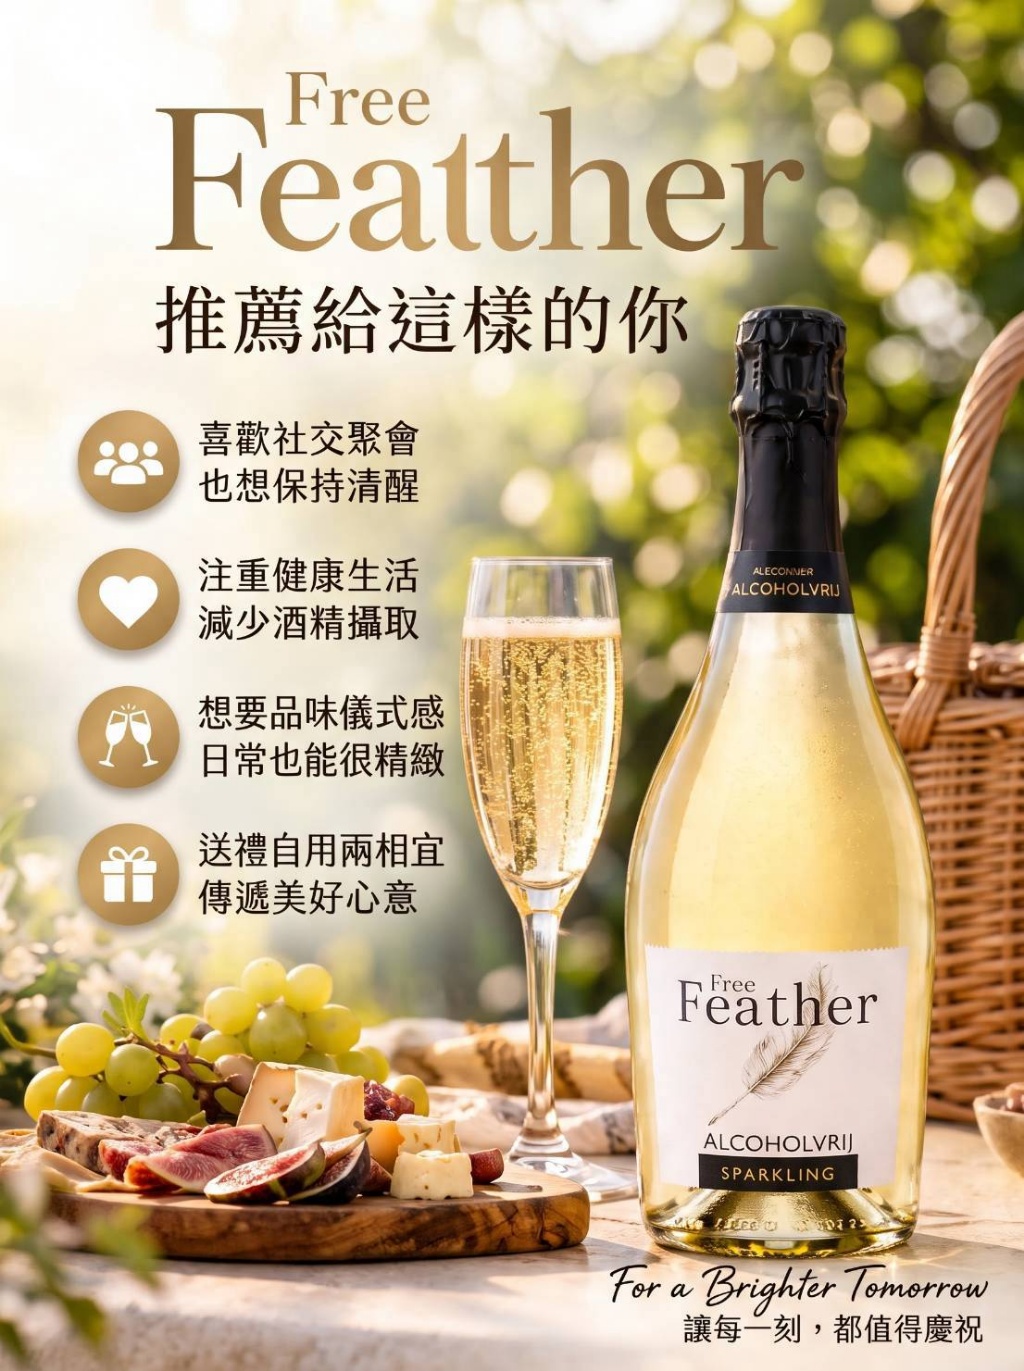 Free
Featther
推薦給這樣的你
喜歡社交聚會
也想保持清醒
注重健康生活
減少酒精攝取
想要品味儀式感
日常也能很精緻
送禮自用兩相宜
傳遞美好心意
ALECONNER
ALCOHOLVRIJ
Free
Feather
ALCOHOLVRIJ
SPARKLING
For a Brighter Tomorrow
讓每一刻，都值得慶祝